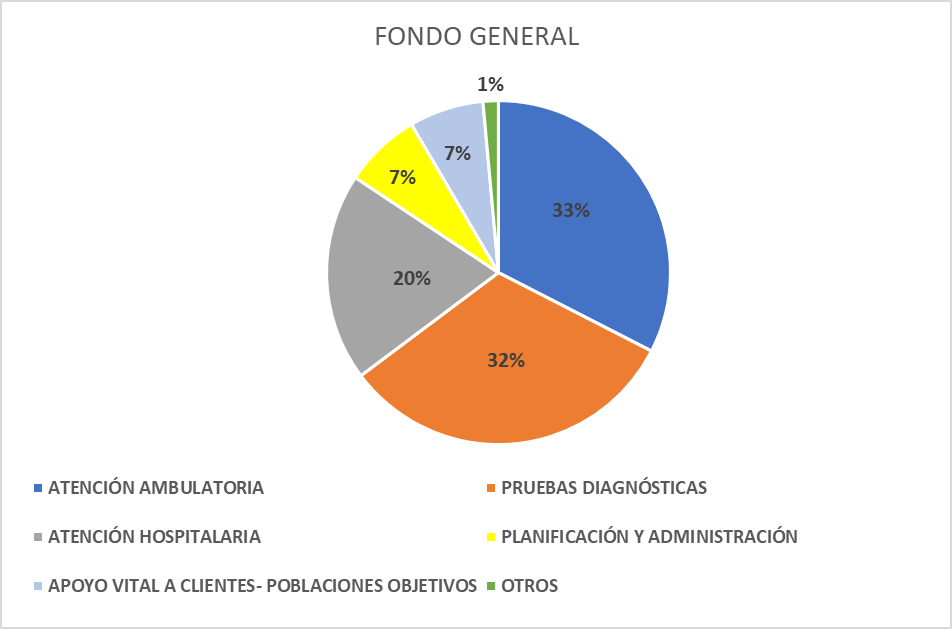 FONDO GENERAL
1%
7%
7%
33%
20%
32%
ATENCIÓN AMBULATORIA
PRUEBAS DIAGNÓSTICAS
ATENCIÓN HOSPITALARIA
PLANIFICACIÓN Y ADMINISTRACIÓN
APOYO VITAL A CLIENTES- POBLACIONES OBJETIVOS
OTROS